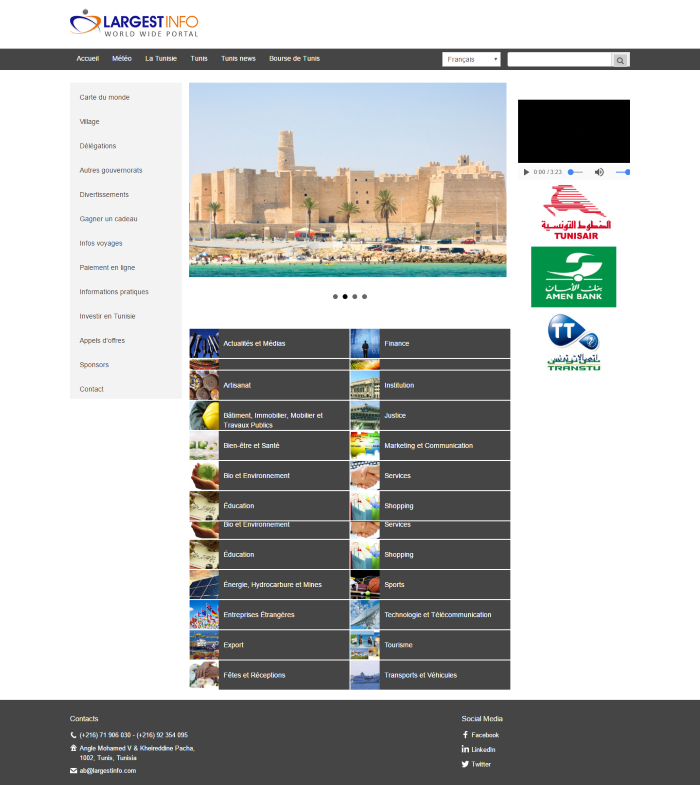 LARGESTINFO
WORLD WIDE PORTAL
Accueil Météo La Tunisie Tunis Tunis news Bourse de Tunis Français
Carte du monde
Village
Délégations
Autres gouvernorats
Divertissements
Gagner un cadeau
Infos voyages
Paiement en ligne
Informations pratiques
Investir en Tunisie
Appels d'offres
Sponsors
Contact
0:00 / 3:23
الخطوط التونسية
TUNISAIR
بنك الأمان
AMEN BANK
TT
إتصالات تونس
TRANSTU
Actualités et Médias Finance
Artisanat Institution
Bâtiment, Immobilier, Mobilier et
Travaux Publics
Justice
Bien-être et Santé Marketing et Communication
Bio et Environnement Services
Éducation Shopping
Bio et Environnement Services
Éducation Shopping
Énergie, Hydrocarbure et Mines Sports
Entreprises Étrangères Technologie et Télécommunication
Export Tourisme
Fêtes et Réceptions Transports et Véhicules
Contacts
(+216) 71 906 030 - (+216) 92 354 095
Angle Mohamed V & Kheireddine Pacha,
1002, Tunis, Tunisia
ab@largestinfo.com
Social Media
Facebook
LinkedIn
Twitter